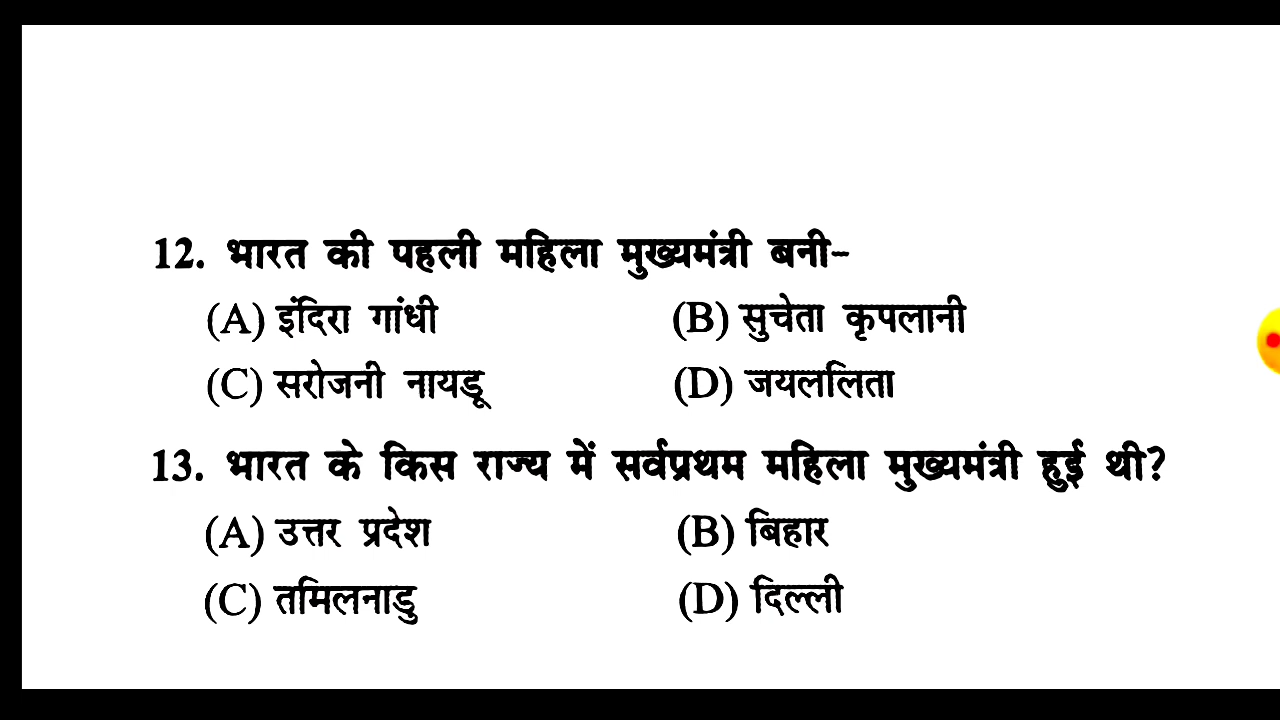 12. भारत की पहली महिला मुख्यमंत्री बनी-
(A) इंदिरा गांधी (B) सुचेता कृपलानी
(C) सरोजनी नायडू (D) जयललिता
13. भारत के किस राज्य में सर्वप्रथम महिला मुख्यमंत्री हुई थी?
(A) उत्तर प्रदेश (B) बिहार
(C) तमिलनाडु (D) दिल्ली